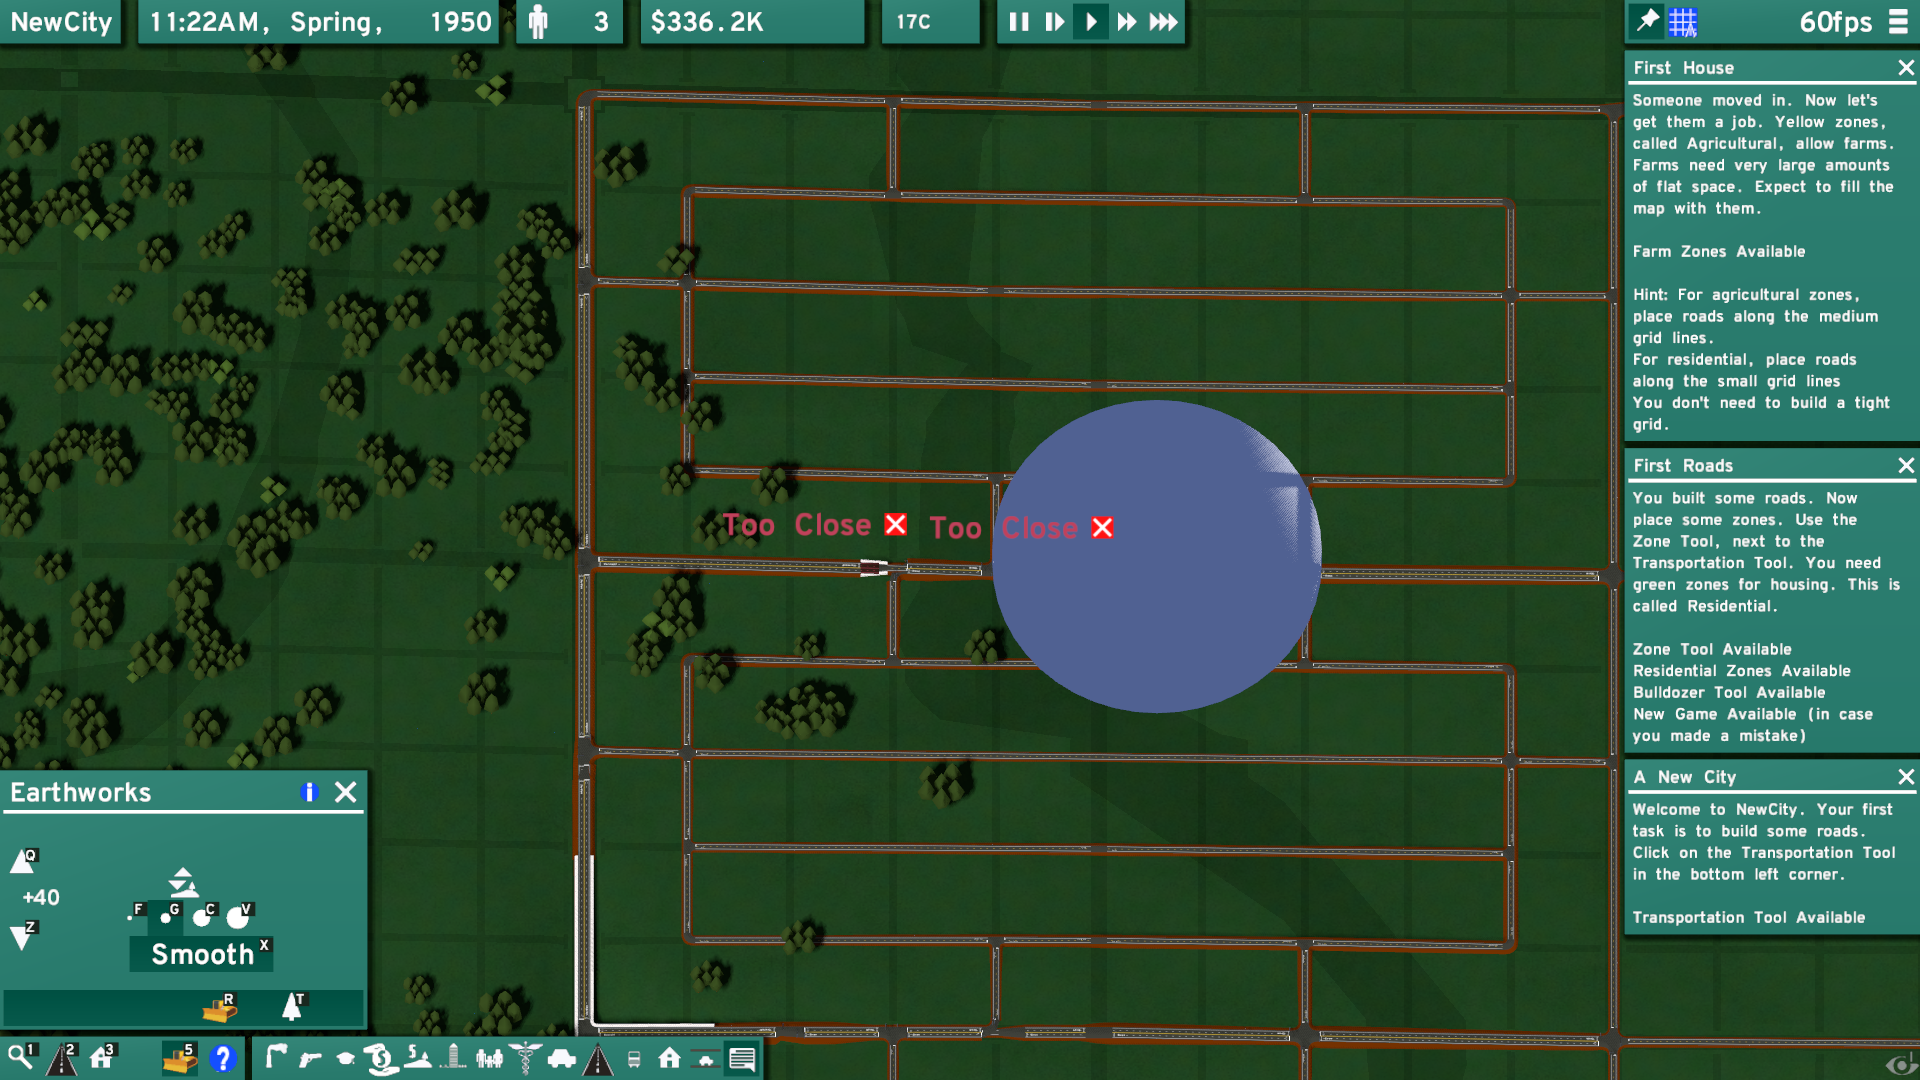 NewCity
11:22AM, Spring, 1950
3
$336.2K
17C
60fps
First House
Someone moved in. Now let's
get them a job. Yellow zones,
called Agricultural, allow farms.
Farms need very large amounts
of flat space. Expect to fill the
map with them.
Farm Zones Available
Hint: For agricultural zones,
place roads along the medium
grid lines.
For residential, place roads
along the small grid lines
You don't need to build a tight
grid.
First Roads
You built some roads. Now
place some zones. Use the
Zone Tool, next to the
Transportation Tool. You need
green zones for housing. This is
called Residential.
Zone Tool Available
Residential Zones Available
Bulldozer Tool Available
New Game Available (in case
you made a mistake)
A New City
Welcome to NewCity. Your first
task is to build some roads.
Click on the Transportation Tool
in the bottom left corner.
Transportation Tool Available
Too Close
Too Close
Earthworks
Q
+40
Z
F G C V
Smooth X
R T
1 2 3 5 ?